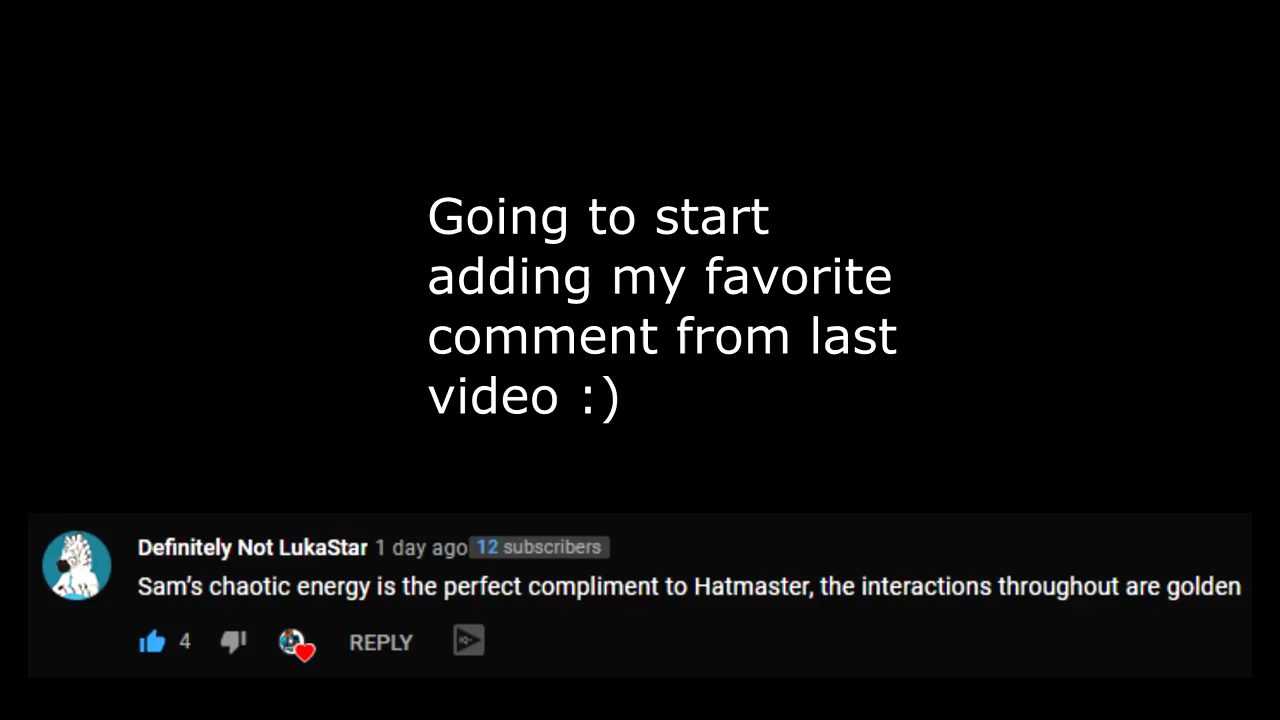 Going to start
adding my favorite
comment from last
video :)
Definitely Not LukaStar 1 day ago 12 subscribers
Sam's chaotic energy is the perfect compliment to Hatmaster, the interactions throughout are golden
4 REPLY